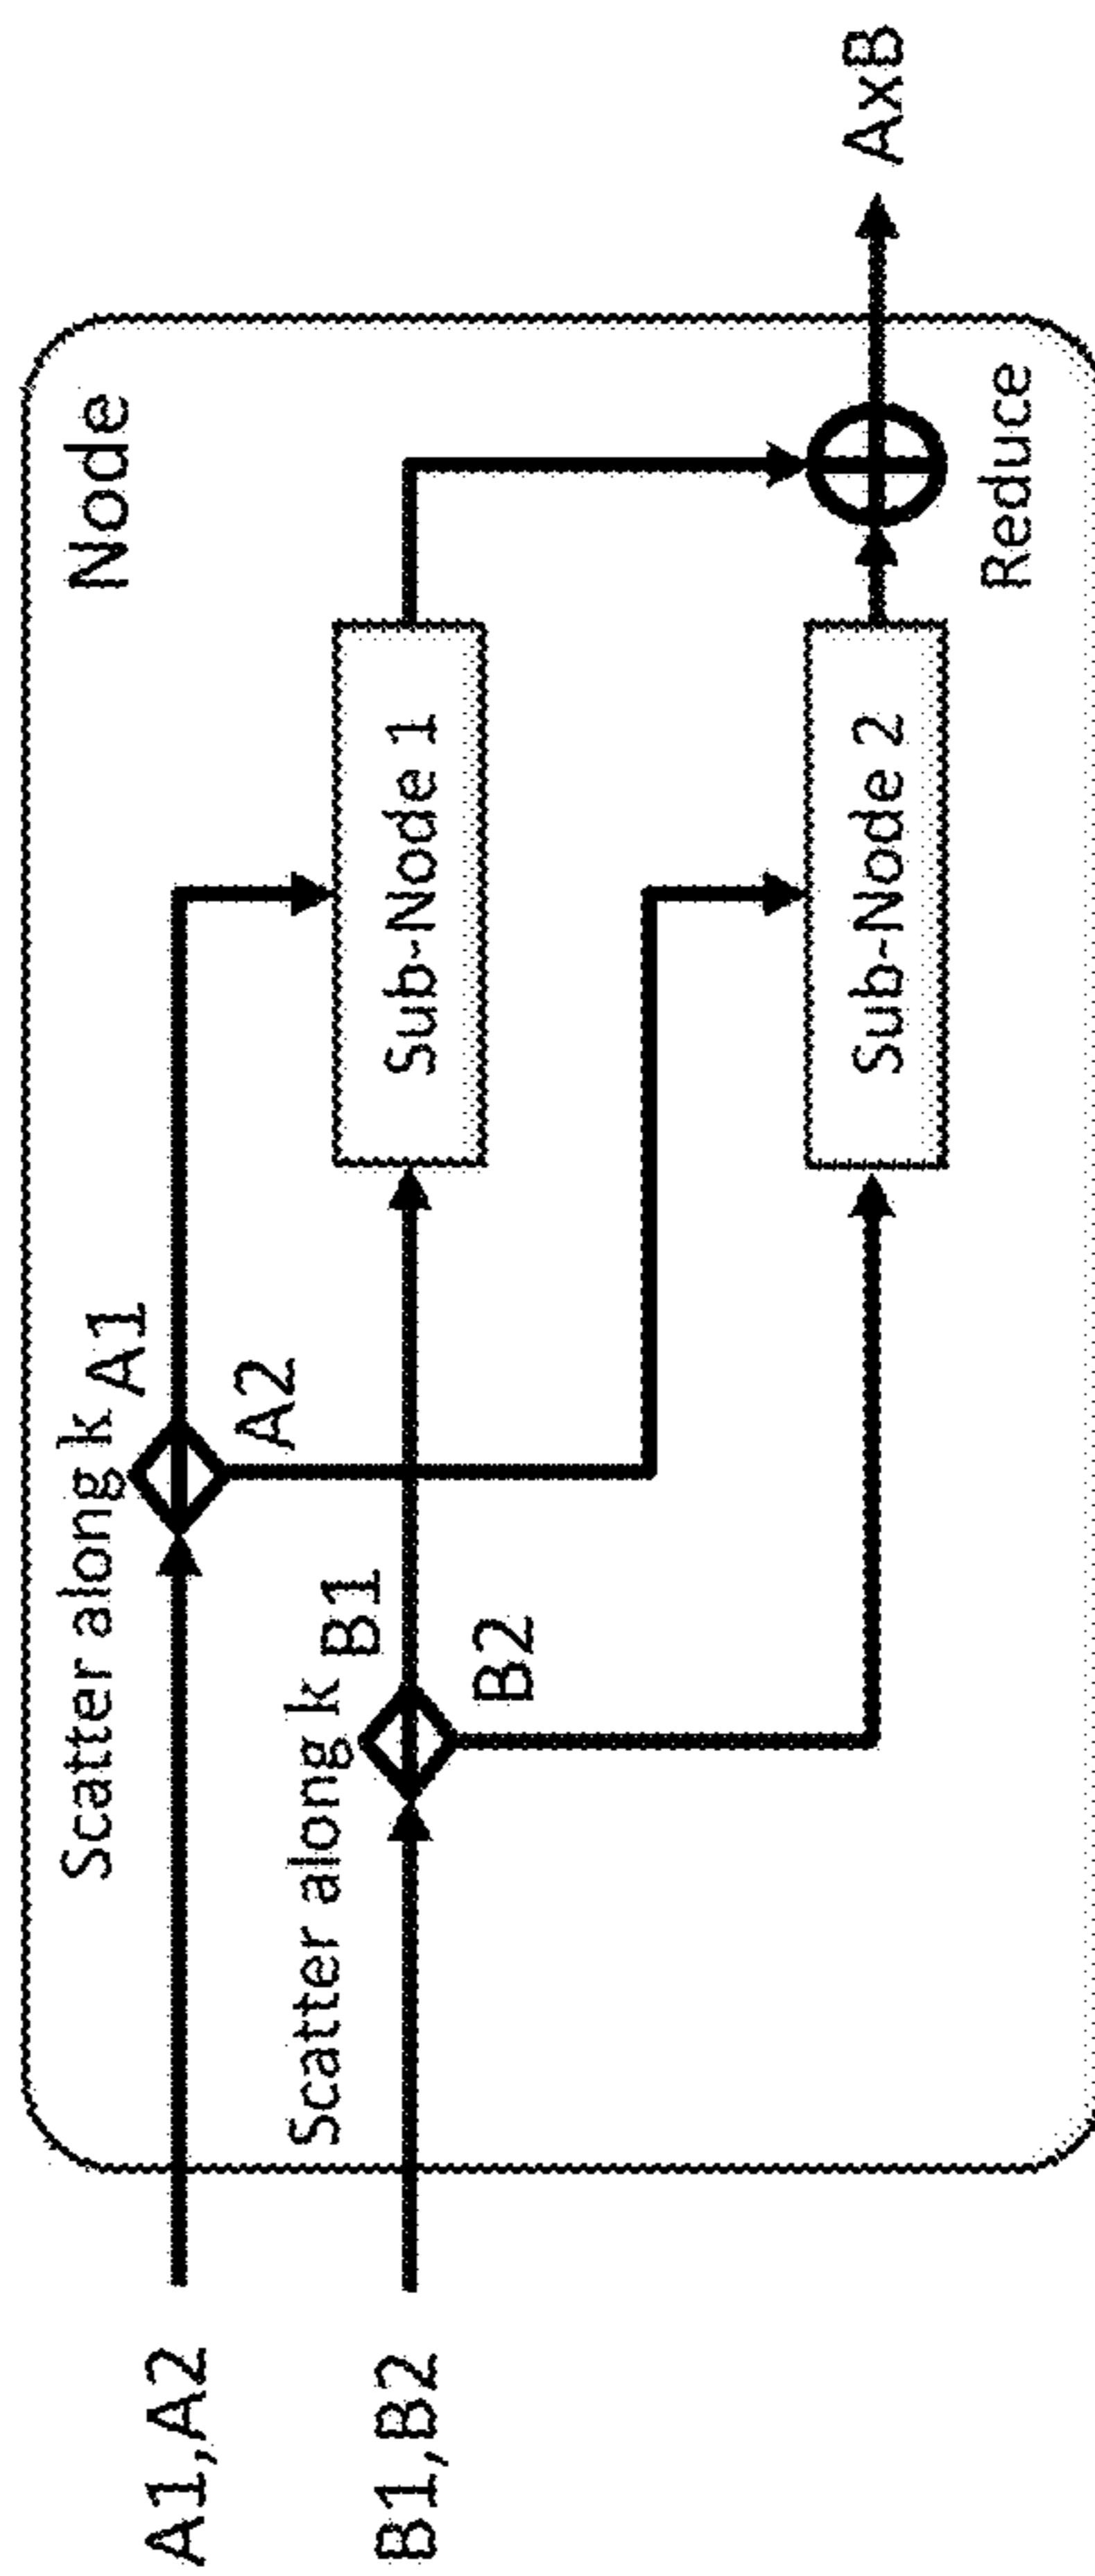 Node
Scatter along k
A1
A2
A1,A2
Scatter along k
B1
B2
B1,B2
Sub-Node 1
Sub-Node 2
Reduce
AxB